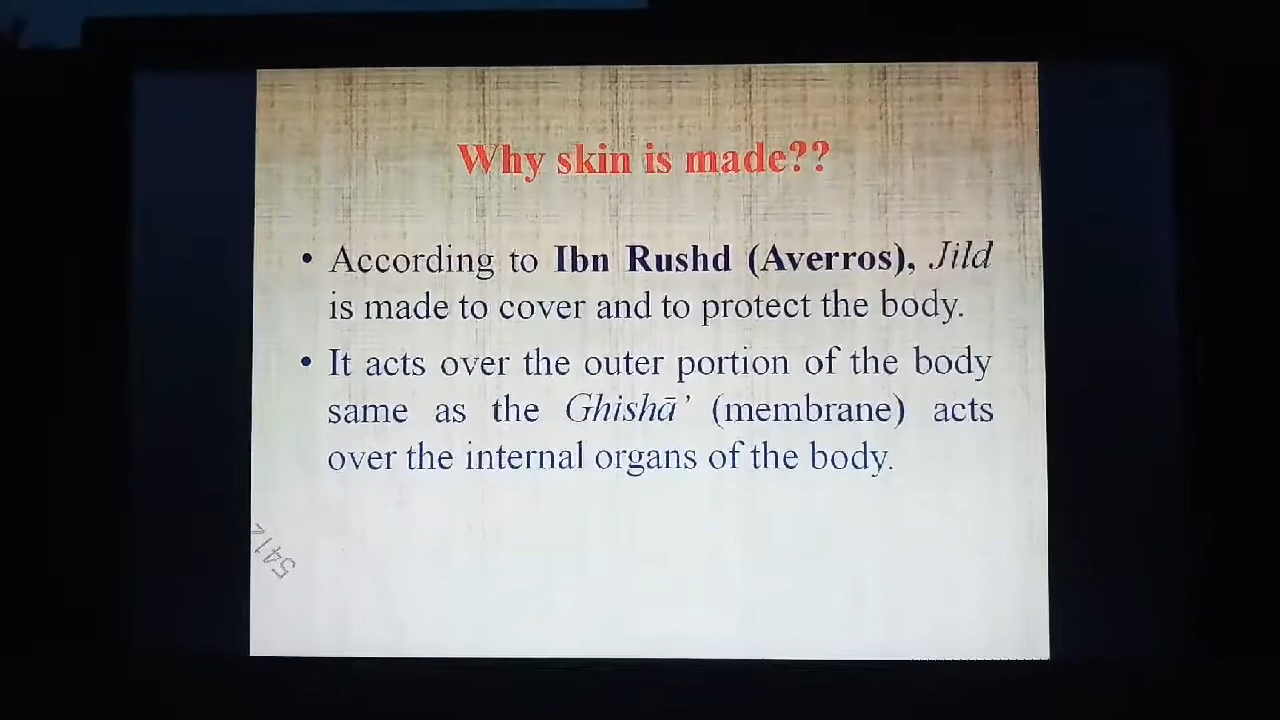 Why skin is made??
• According to Ibn Rushd (Averros), Jild
is made to cover and to protect the body.
• It acts over the outer portion of the body
same as the Ghishā’ (membrane) acts
over the internal organs of the body.